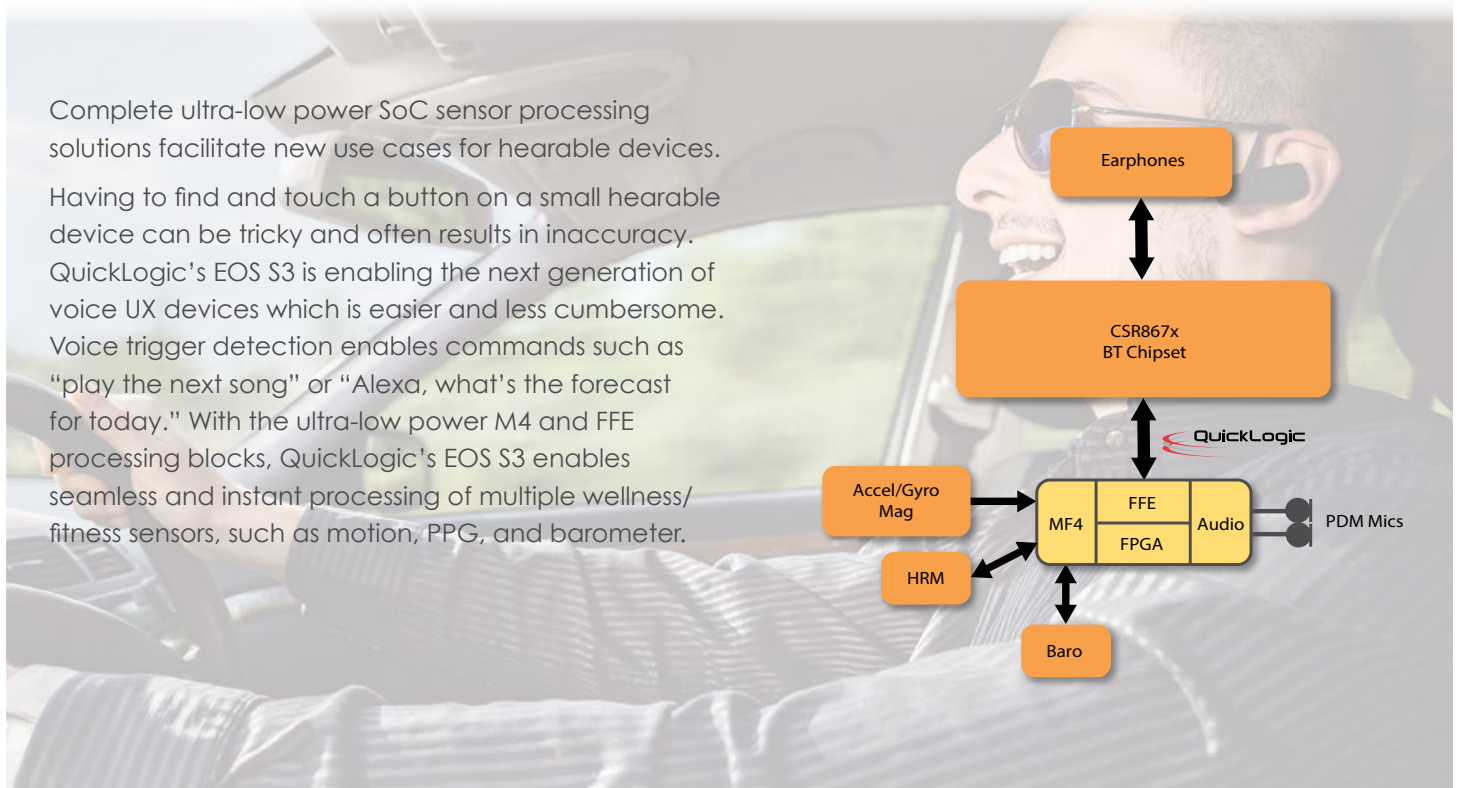 Complete ultra-low power SoC sensor processing
solutions facilitate new use cases for hearable devices.
Having to find and touch a button on a small hearable
device can be tricky and often results in inaccuracy.
QuickLogic's EOS S3 is enabling the next generation of
voice UX devices which is easier and less cumbersome.
Voice trigger detection enables commands such as
“play the next song” or “Alexa, what's the forecast
for today.” With the ultra-low power M4 and FFE
processing blocks, QuickLogic's EOS S3 enables
seamless and instant processing of multiple wellness/
fitness sensors, such as motion, PPG, and barometer.
Earphones
CSR867x
BT Chipset
QuickLogic
Accel/Gyro
Mag
MF4
FFE
FPGA
Audio
PDM Mics
HRM
Baro